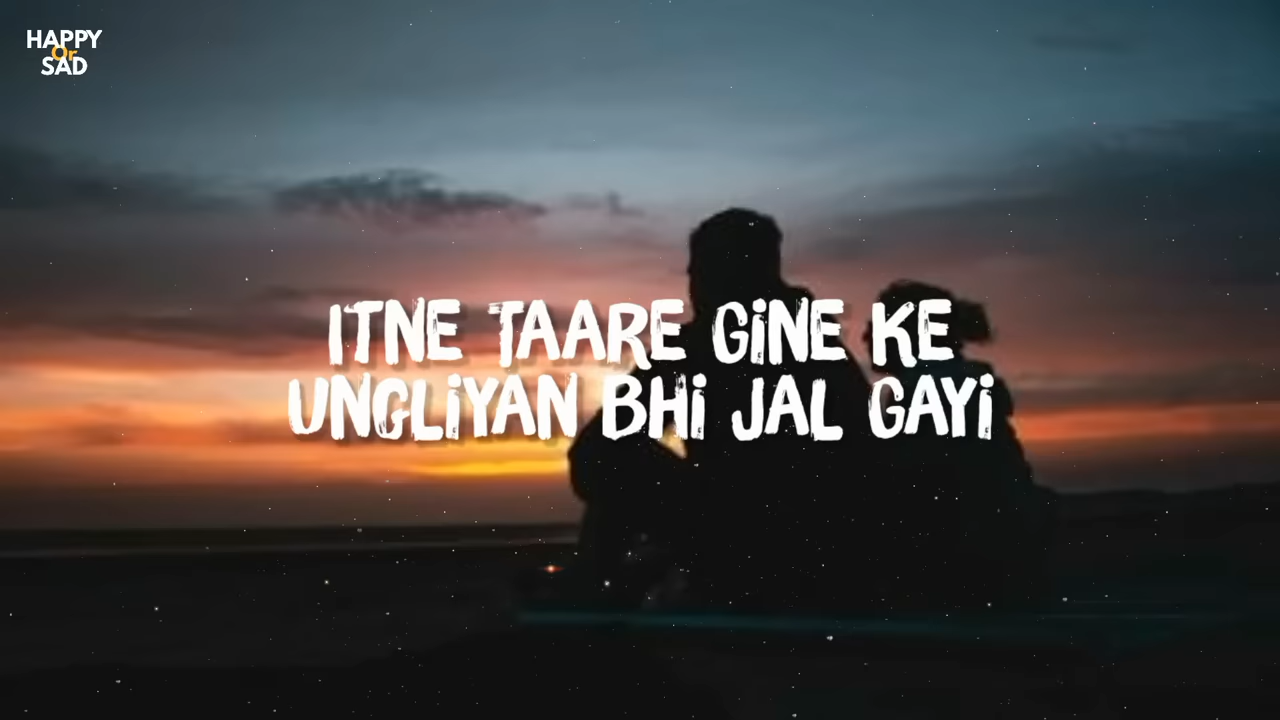 HAPPY
Or
SAD
ITNE TAARE GiNE KE
UNGLiYAN BHi JAL GAYi